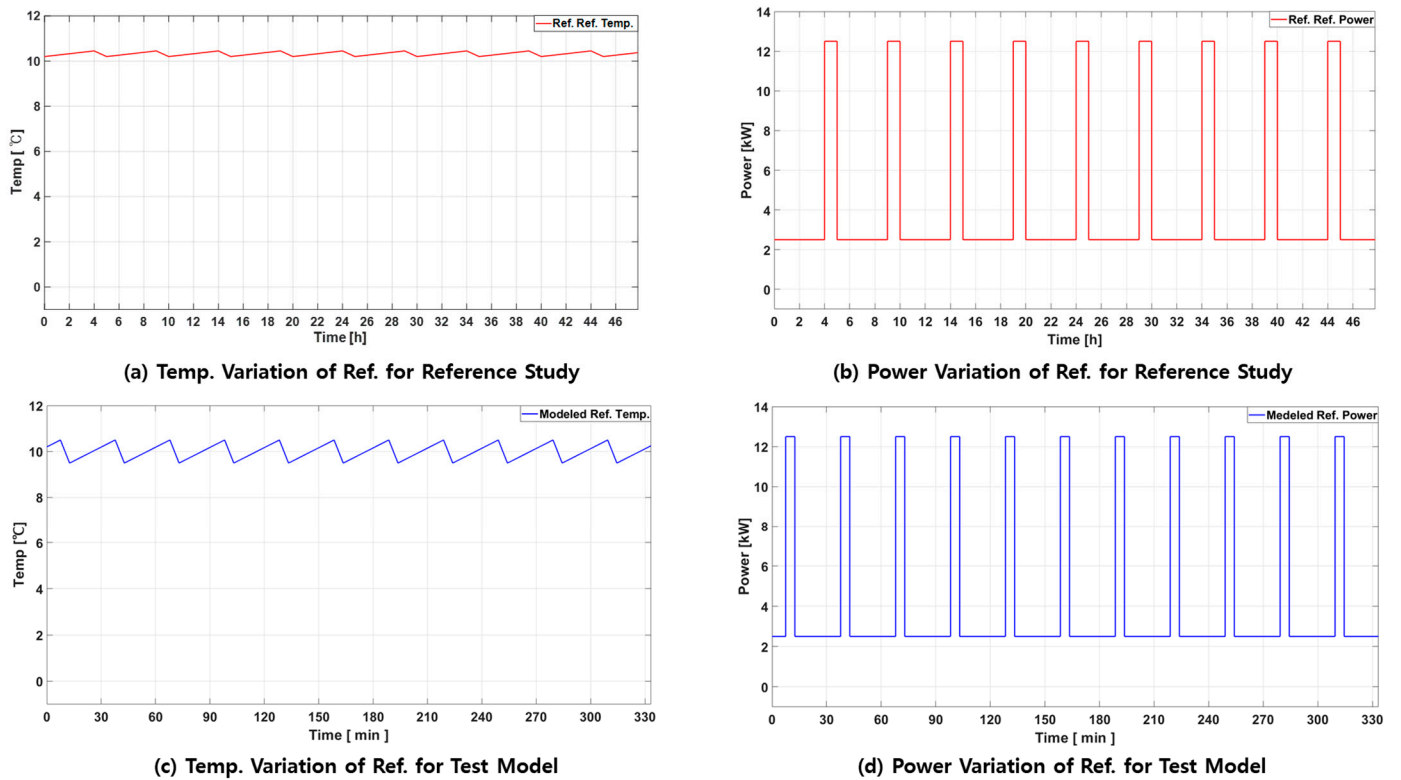 12
10
8
6
4
2
0
Temp [℃]
Ref. Ref. Temp.
0 2 4 6 8 10 12 14 16 18 20 22 24 26 28 30 32 34 36 38 40 42 44 46
Time [h]
(a) Temp. Variation of Ref. for Reference Study
14
12
10
8
6
4
2
0
Power [kW]
Ref. Ref. Power
0 2 4 6 8 10 12 14 16 18 20 22 24 26 28 30 32 34 36 38 40 42 44 46
Time [h]
(b) Power Variation of Ref. for Reference Study
12
10
8
6
4
2
0
Temp [℃]
Modeled Ref. Temp.
0 30 60 90 120 150 180 210 240 270 300 330
Time [ min ]
(c) Temp. Variation of Ref. for Test Model
14
12
10
8
6
4
2
0
Power [kW]
Medeled Ref. Power
0 30 60 90 120 150 180 210 240 270 300 330
Time [ min ]
(d) Power Variation of Ref. for Test Model